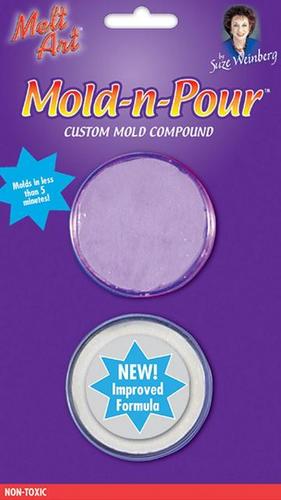 Melt
Art™
by
Suze Weinberg
Mold-n-Pour™
CUSTOM MOLD COMPOUND
Molds in less
than 5
minutes!
NEW!
Improved
Formula
NON-TOXIC